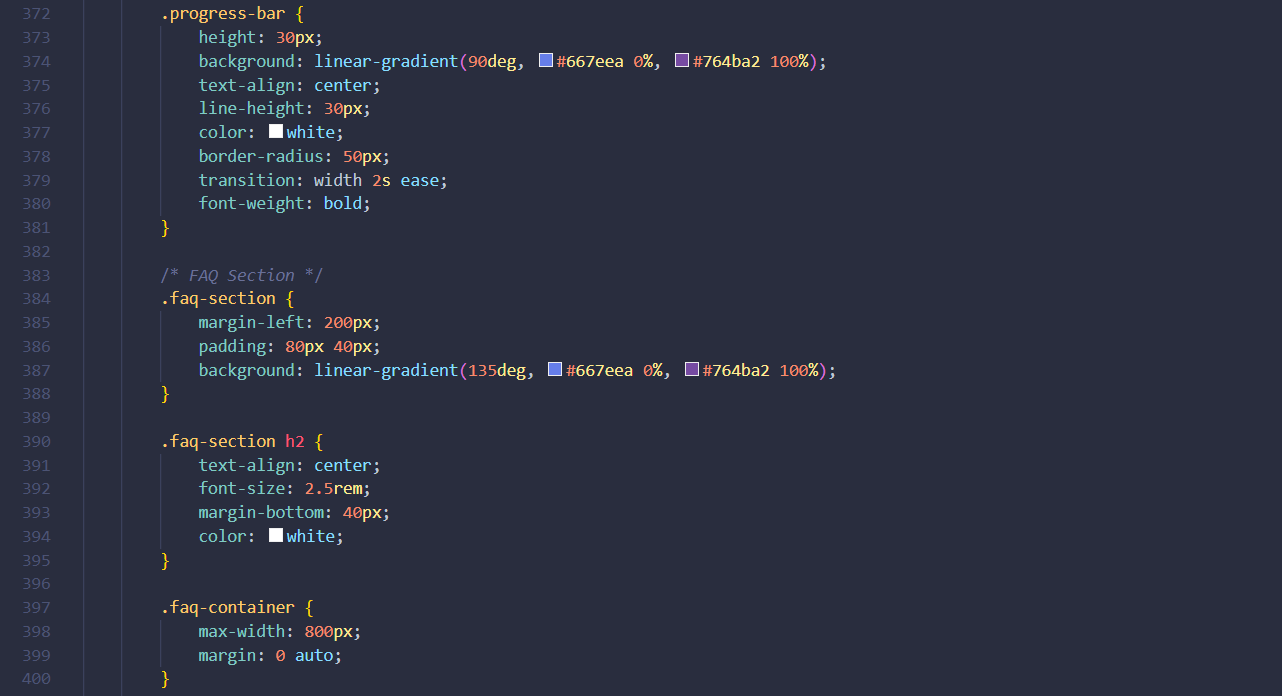 372 .progress-bar {
373 height: 30px;
374 background: linear-gradient(90deg, #667eea 0%, #764ba2 100%);
375 text-align: center;
376 line-height: 30px;
377 color: white;
378 border-radius: 50px;
379 transition: width 2s ease;
380 font-weight: bold;
381 }
382
383 /* FAQ Section */
384 .faq-section {
385 margin-left: 200px;
386 padding: 80px 40px;
387 background: linear-gradient(135deg, #667eea 0%, #764ba2 100%);
388 }
389
390 .faq-section h2 {
391 text-align: center;
392 font-size: 2.5rem;
393 margin-bottom: 40px;
394 color: white;
395 }
396
397 .faq-container {
398 max-width: 800px;
399 margin: 0 auto;
400 }